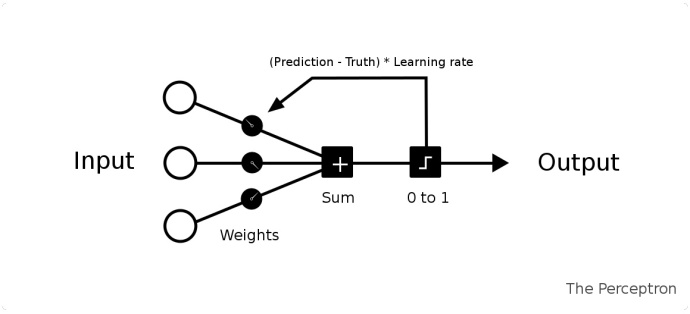 (Prediction - Truth) * Learning rate
Input
Output
Sum
0 to 1
Weights
The Perceptron